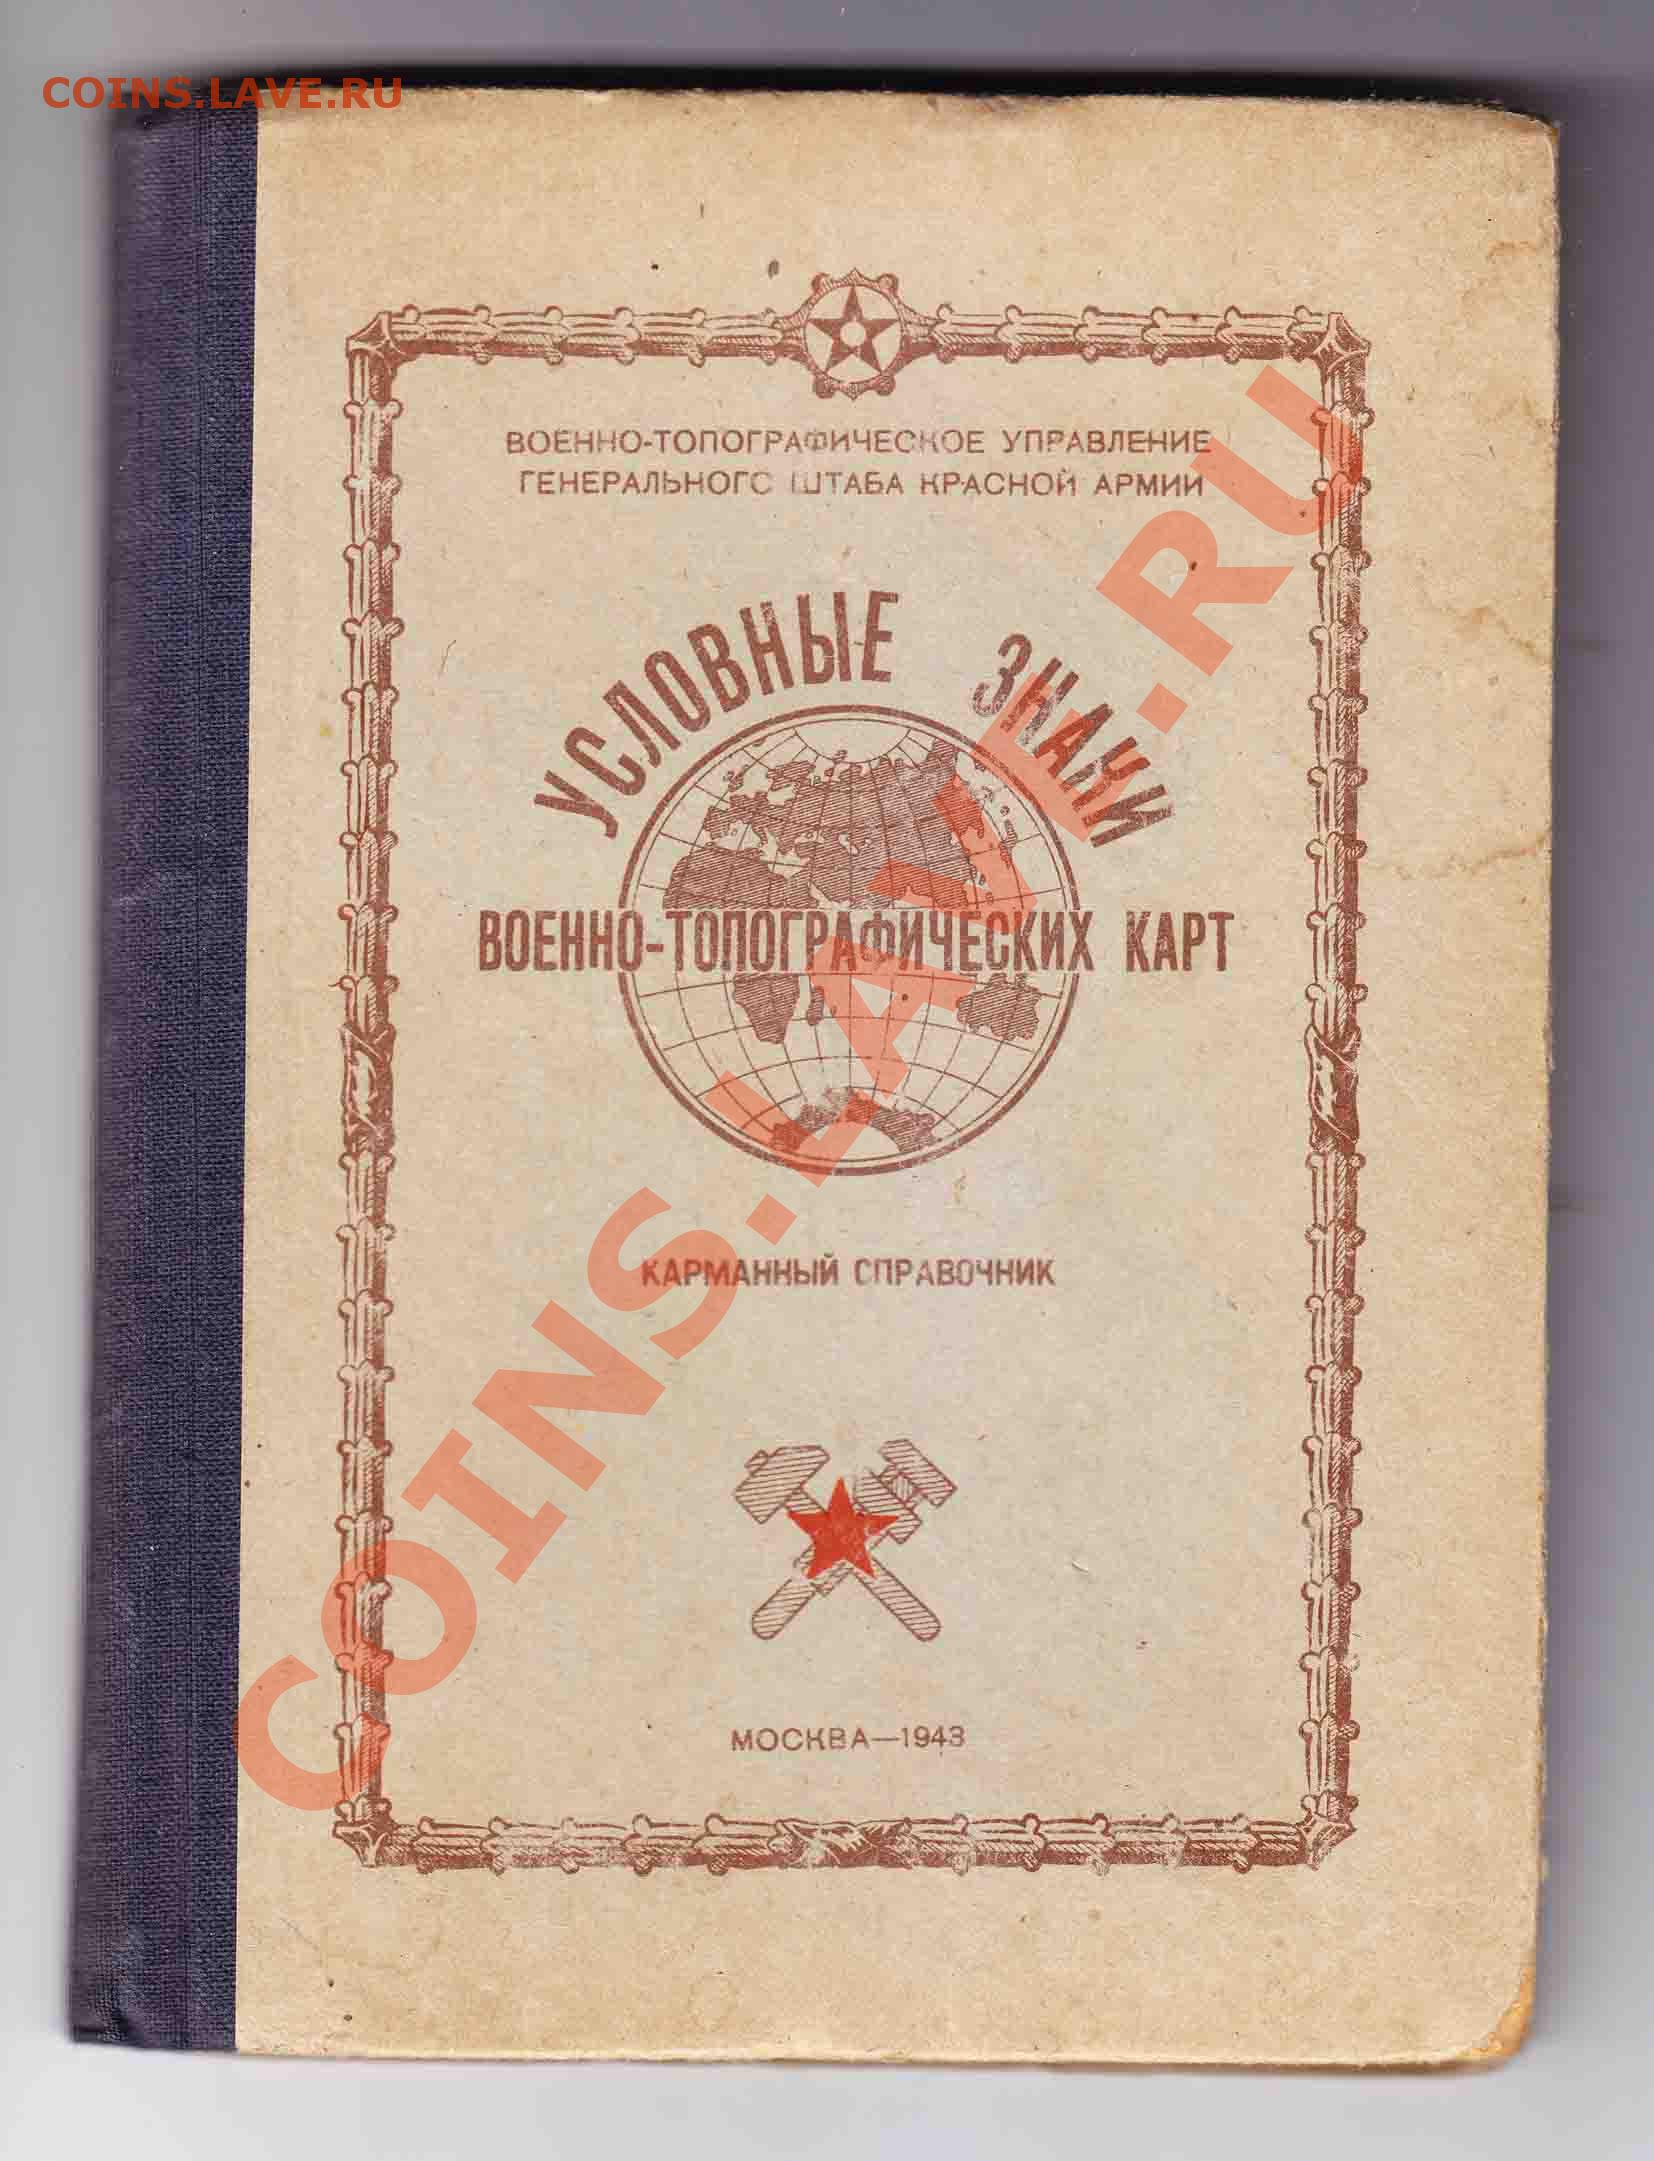 COINS.LAVE.RU
ВОЕННО-ТОПОГРАФИЧЕСКОЕ УПРАВЛЕНИЕ
ГЕНЕРАЛЬНОГО ШТАБА КРАСНОЙ АРМИИ
УСЛОВНЫЕ ЗНАКИ
ВОЕННО-ТОПОГРАФИЧЕСКИХ КАРТ
КАРМАННЫЙ СПРАВОЧНИК
МОСКВА—1943
COINS.LAVE.RU